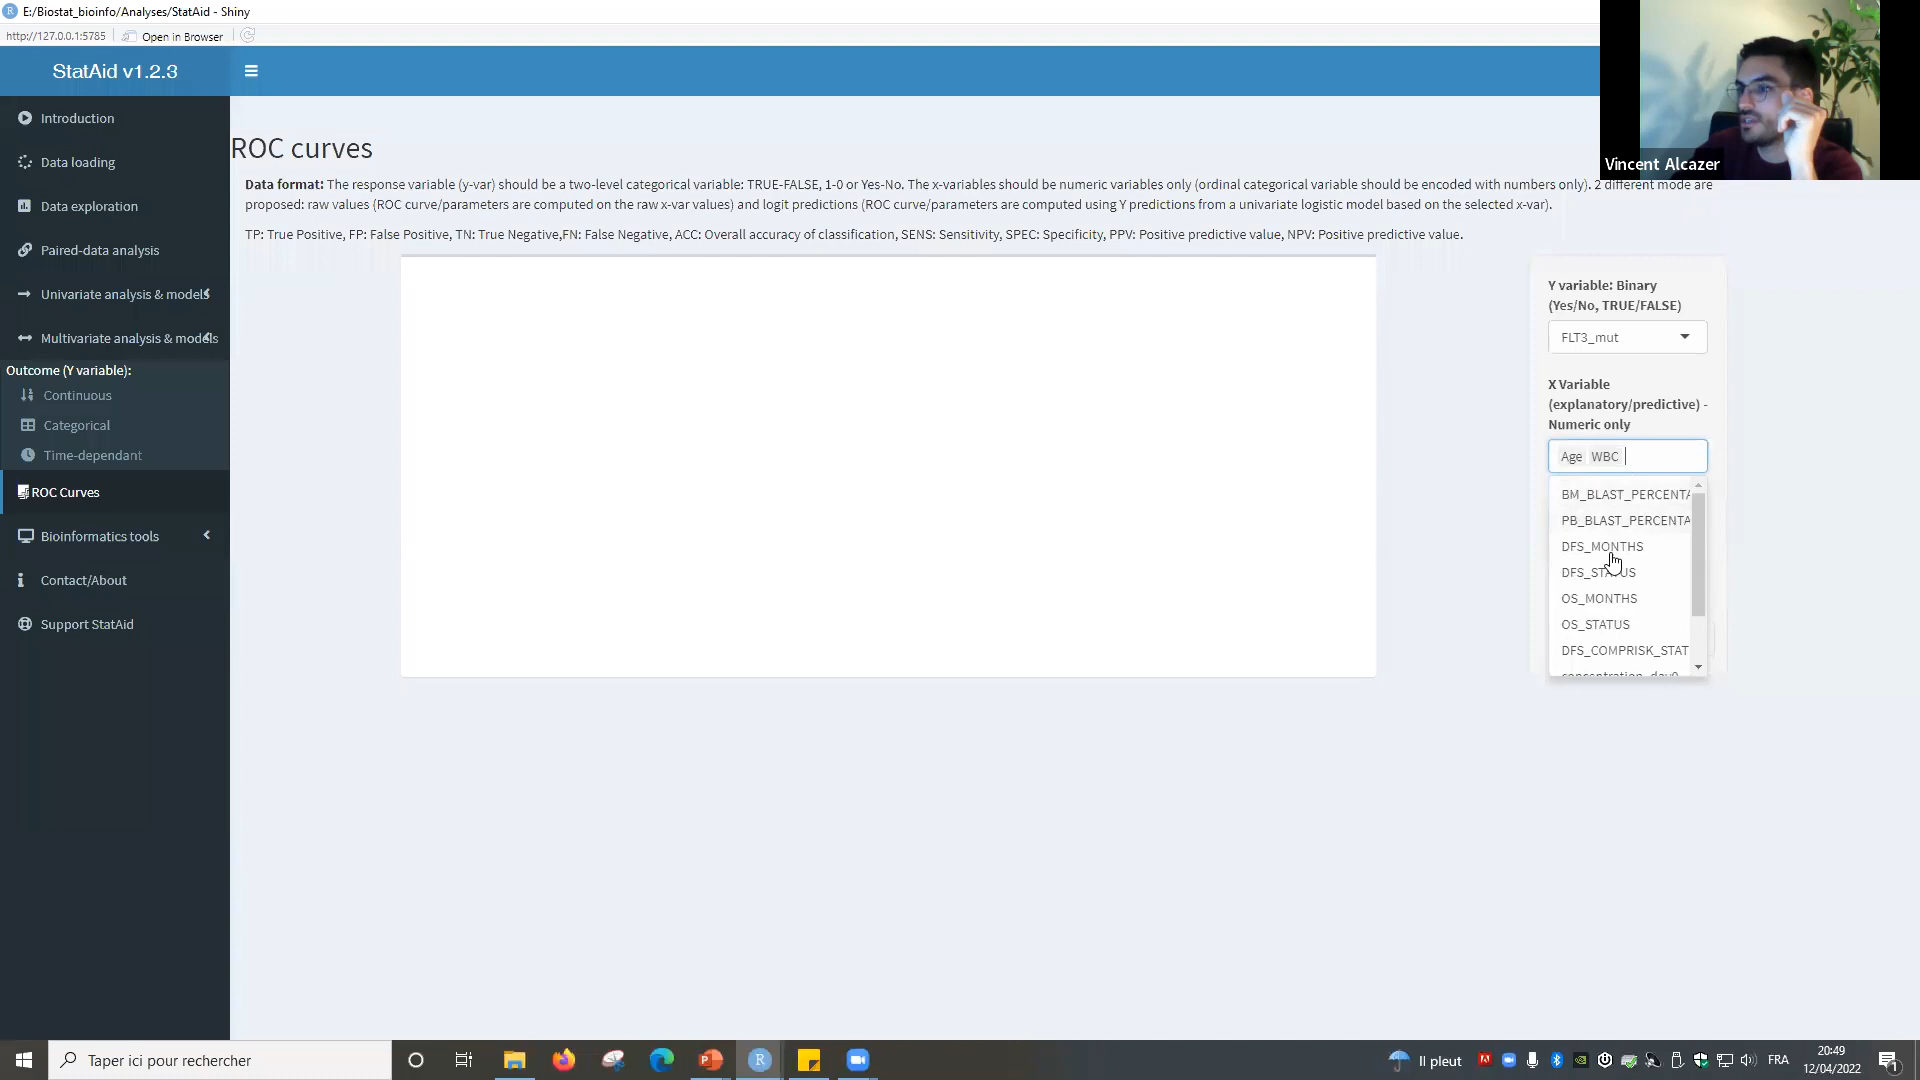 E:/Biostat_bioinfo/Analyses/StatAid - Shiny
http://127.0.0.1:5785
Open in Browser
StatAid v1.2.3
Introduction
Data loading
Data exploration
Paired-data analysis
Univariate analysis & models
Multivariate analysis & models
Outcome (Y variable):
Continuous
Categorical
Time-dependant
ROC Curves
Bioinformatics tools
Contact/About
Support StatAid
ROC curves
Data format: The response variable (y-var) should be a two-level categorical variable: TRUE-FALSE, 1-0 or Yes-No. The x-variables should be numeric variables only (ordinal categorical variable should be encoded with numbers only). 2 different mode are
proposed: raw values (ROC curve/parameters are computed on the raw x-var values) and logit predictions (ROC curve/parameters are computed using Y predictions from a univariate logistic model based on the selected x-var).
TP: True Positive, FP: False Positive, TN: True Negative,FN: False Negative, ACC: Overall accuracy of classification, SENS: Sensitivity, SPEC: Specificity, PPV: Positive predictive value, NPV: Positive predictive value.
Y variable: Binary
(Yes/No, TRUE/FALSE)
FLT3_mut
X Variable
(explanatory/predictive) -
Numeric only
Age WBC
BM_BLAST_PERCENTA
PB_BLAST_PERCENTA
DFS_MONTHS
DFS_STATUS
OS_MONTHS
OS_STATUS
DFS_COMPRISK_STAT
concentration_day0
Vincent Alcazer
Taper ici pour rechercher
Il pleut
FRA
20:49
12/04/2022
1